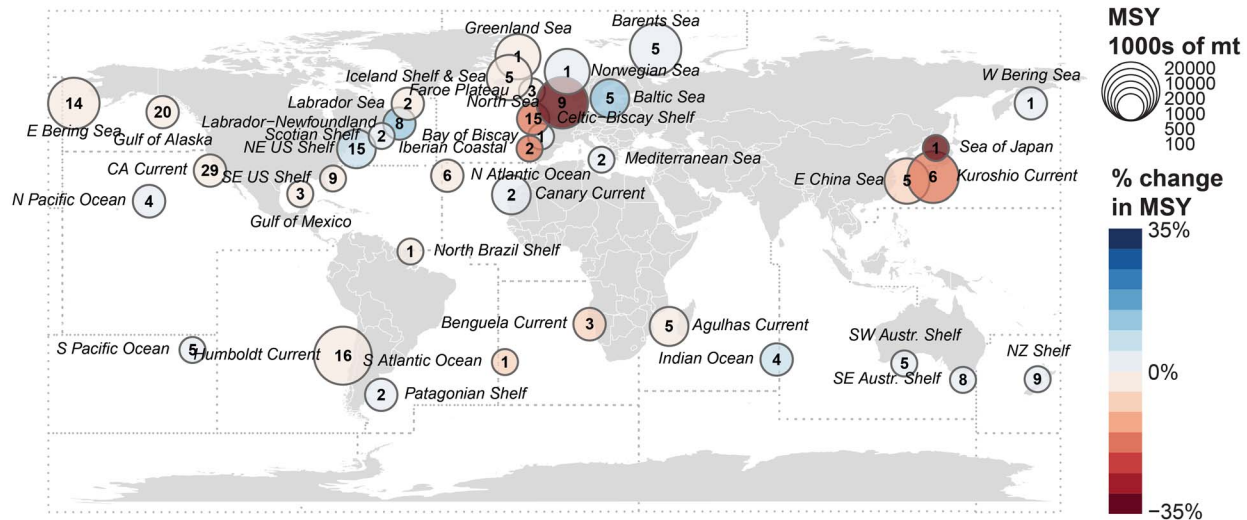 Greenland Sea
1
Barents Sea
5
Iceland Shelf & Sea
5
1
Norwegian Sea
Faroe Plateau
3
North Sea
9
5
Baltic Sea
E Bering Sea
14
20
Gulf of Alaska
Labrador Sea
2
Labrador−Newfoundland
8
Scotian Shelf
2
NE US Shelf
15
15
Celtic−Biscay Shelf
Bay of Biscay
1
Iberian Coastal
2
2
Mediterranean Sea
W Bering Sea
1
1
Sea of Japan
E China Sea
5
6
Kuroshio Current
CA Current
29
SE US Shelf
9
6
N Atlantic Ocean
N Pacific Ocean
4
3
Gulf of Mexico
2
Canary Current
1
North Brazil Shelf
Benguela Current
3
5
Agulhas Current
S Pacific Ocean
5
Humboldt Current
16
S Atlantic Ocean
1
Indian Ocean
4
SW Austr. Shelf
5
SE Austr. Shelf
8
NZ Shelf
9
2
Patagonian Shelf
MSY
1000s of mt
20000
10000
2000
1000
500
100
% change
in MSY
35%
0%
−35%